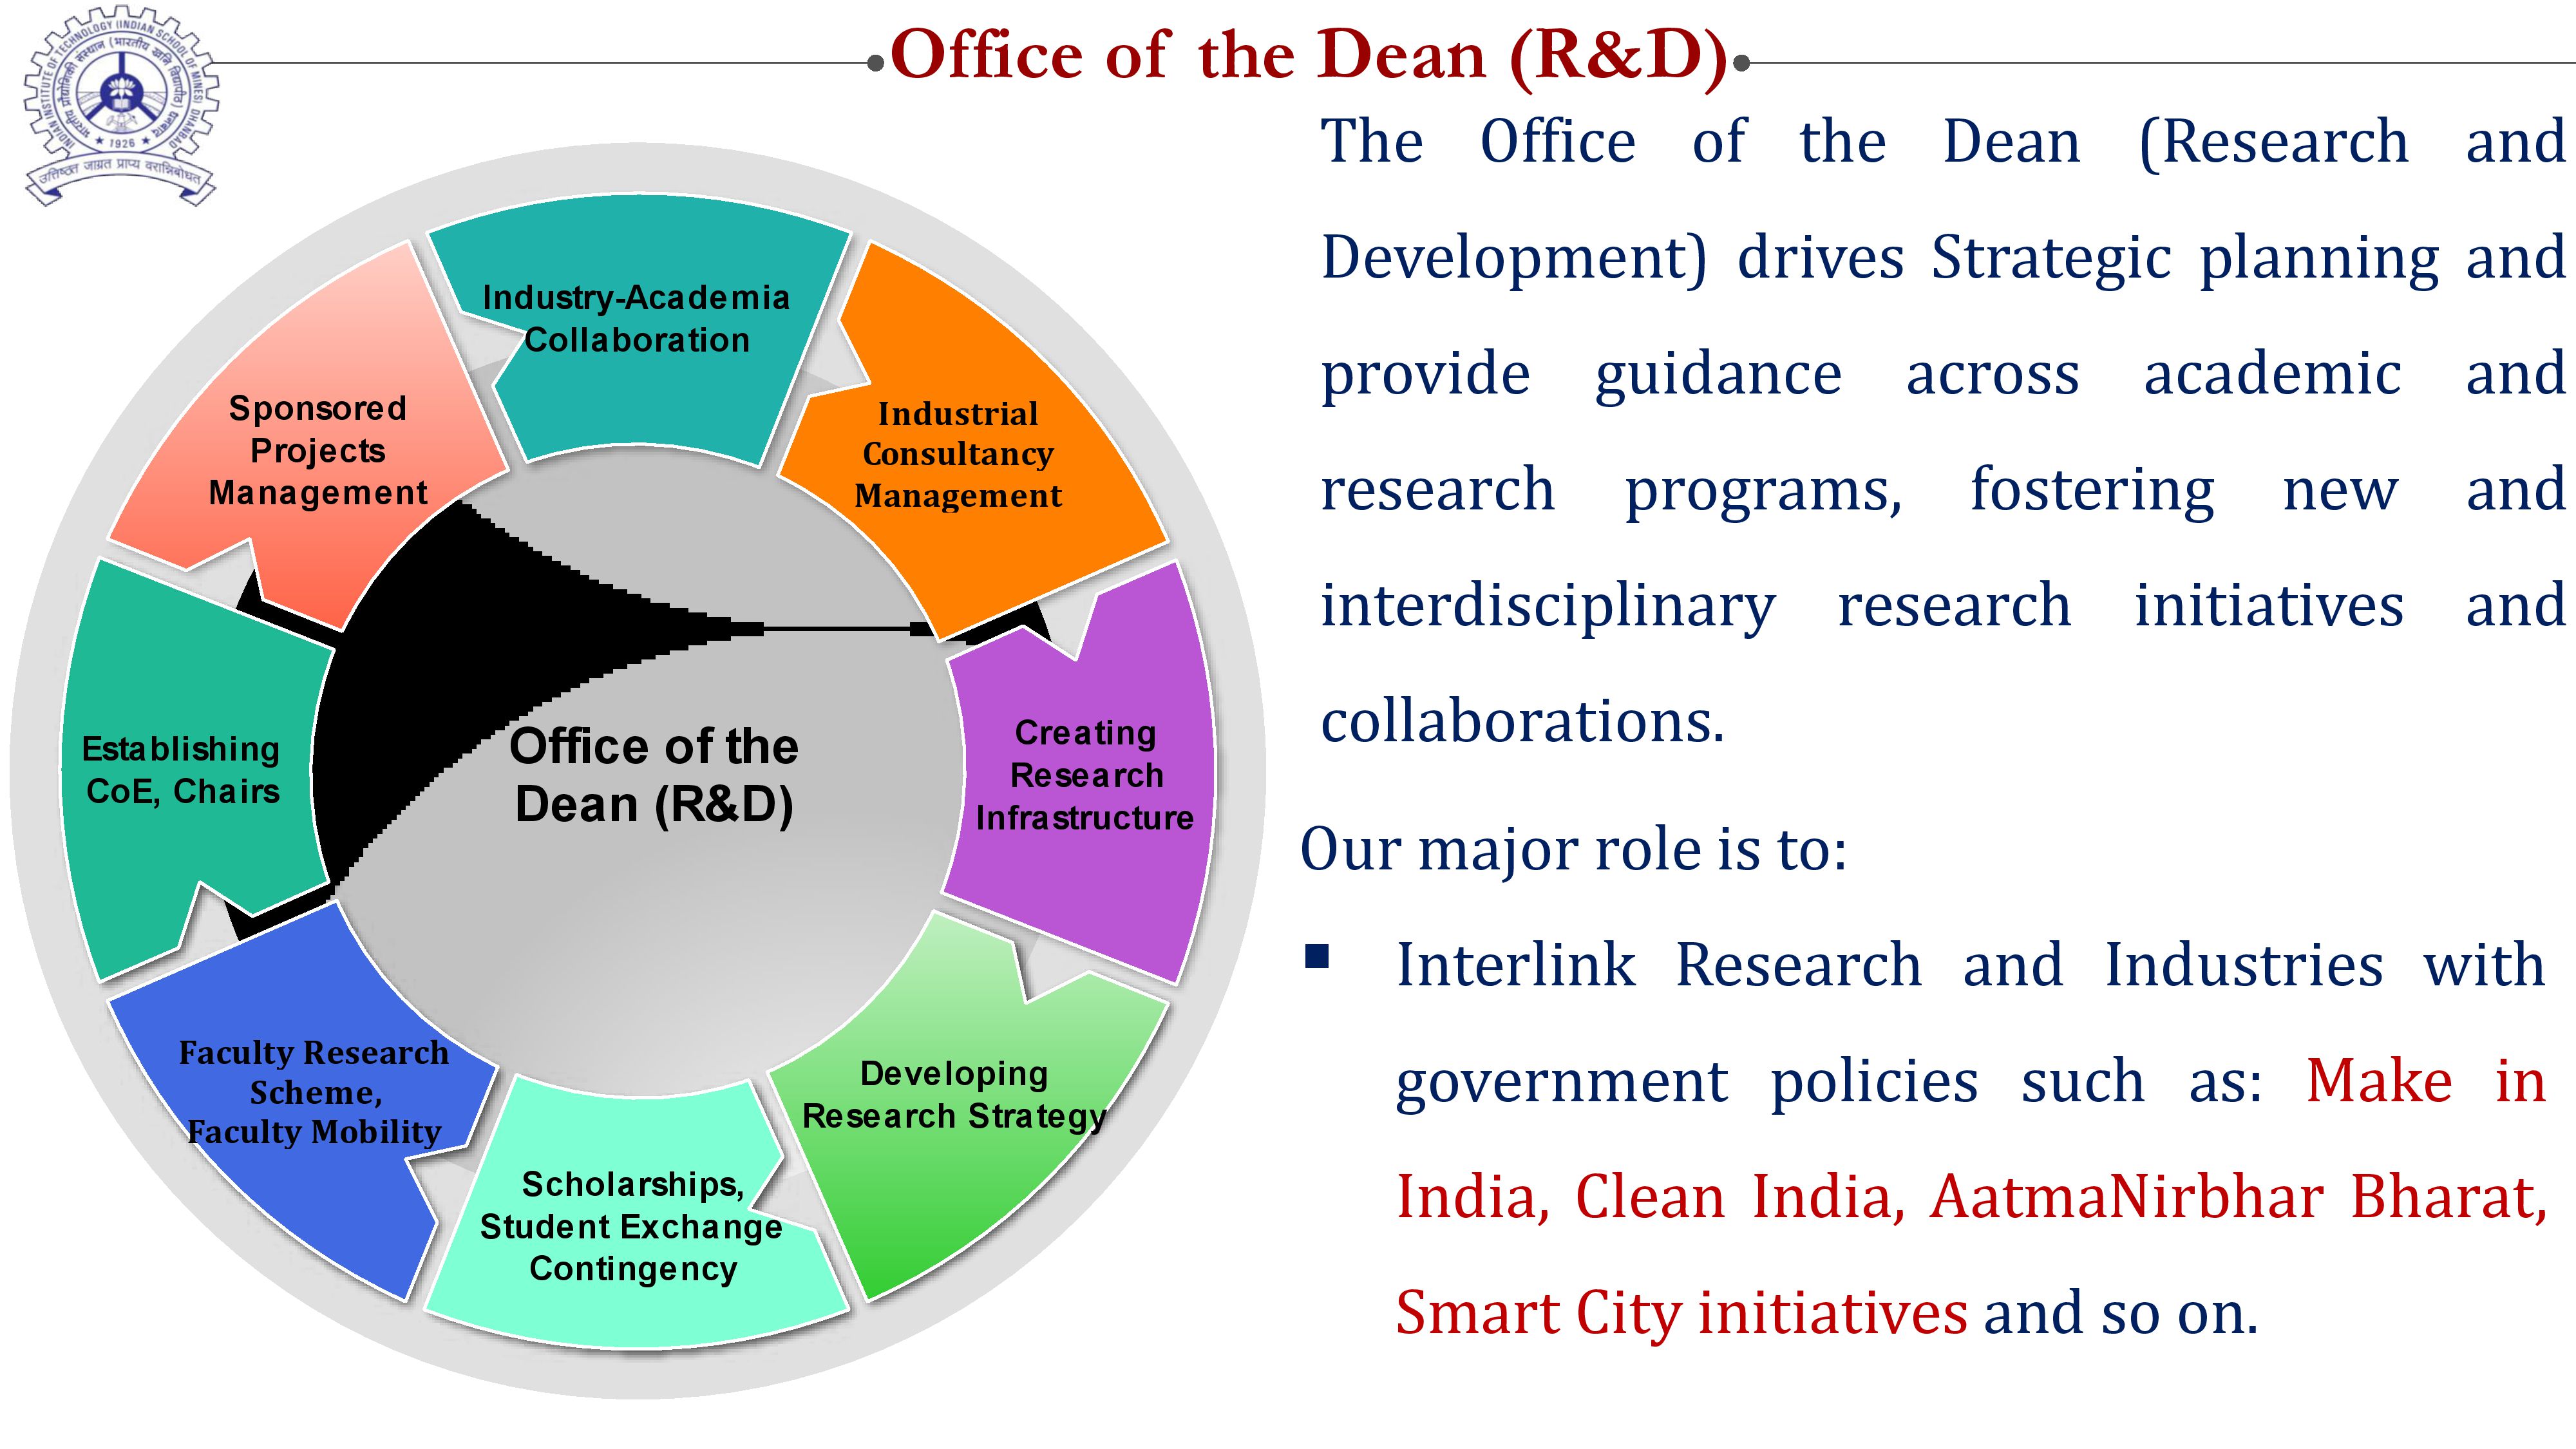 Office of the Dean (R&D)
INDIAN INSTITUTE OF TECHNOLOGY (INDIAN SCHOOL OF MINES) DHANBAD
भारतीय प्रौद्योगिकी संस्थान (भारतीय खनि विद्यापीठ) धनबाद
★ 1926 ★
उत्तिष्ठत जाग्रत प्राप्य वरान्निबोधत
Industry-Academia
Collaboration
Industrial
Consultancy
Management
Creating
Research
Infrastructure
Developing
Research Strategy
Scholarships,
Student Exchange
Contingency
Faculty Research
Scheme,
Faculty Mobility
Establishing
CoE, Chairs
Sponsored
Projects
Management
Office of the
Dean (R&D)
The Office of the Dean (Research and
Development) drives Strategic planning and
provide guidance across academic and
research programs, fostering new and
interdisciplinary research initiatives and
collaborations.
Our major role is to:
▪ Interlink Research and Industries with
government policies such as: Make in
India, Clean India, AatmaNirbhar Bharat,
Smart City initiatives and so on.